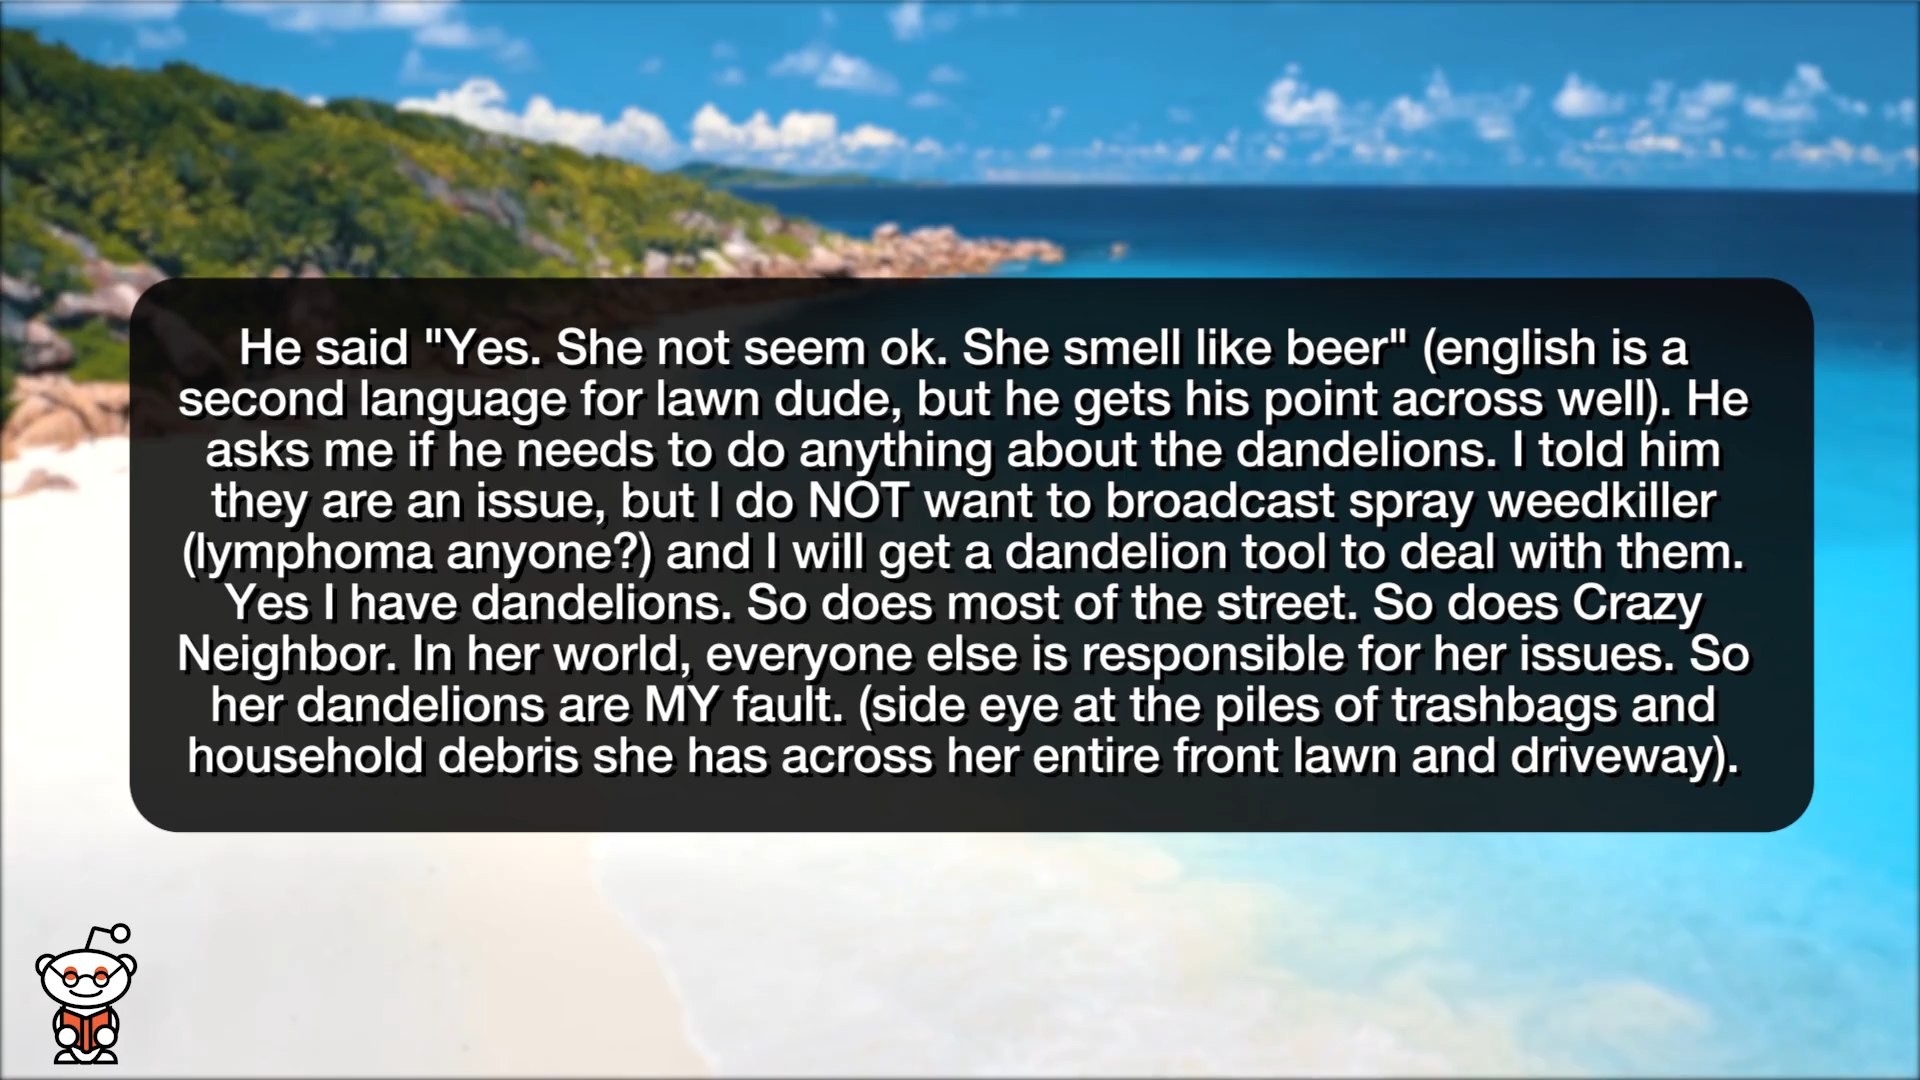 He said "Yes. She not seem ok. She smell like beer" (english is a
second language for lawn dude, but he gets his point across well). He
asks me if he needs to do anything about the dandelions. I told him
they are an issue, but I do NOT want to broadcast spray weedkiller
(lymphoma anyone?) and I will get a dandelion tool to deal with them.
Yes I have dandelions. So does most of the street. So does Crazy
Neighbor. In her world, everyone else is responsible for her issues. So
her dandelions are MY fault. (side eye at the piles of trashbags and
household debris she has across her entire front lawn and driveway).